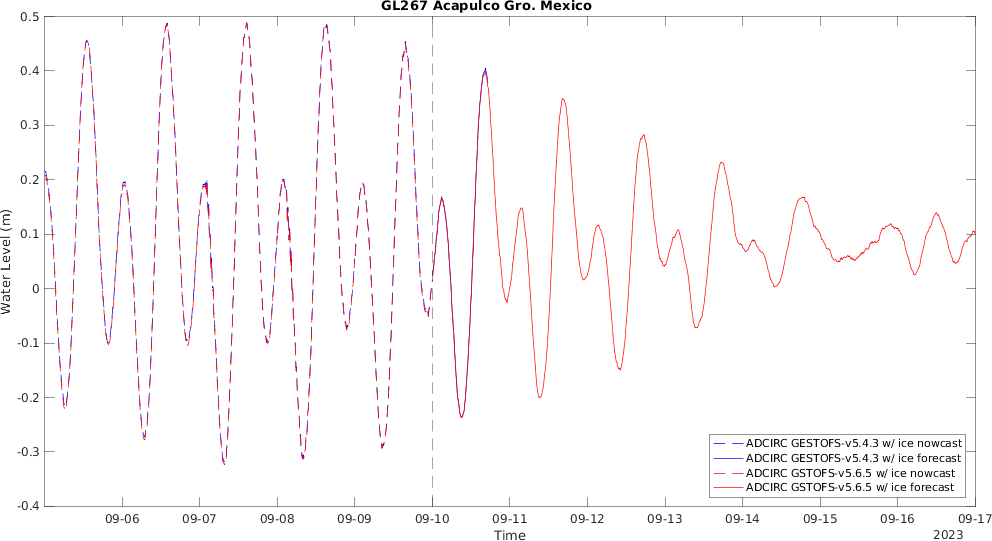 GL267 Acapulco Gro. Mexico
0.5
0.4
0.3
0.2
0.1
0
-0.1
-0.2
-0.3
-0.4
Water Level (m)
ADCIRC GESTOFS-v5.4.3 w/ ice nowcast
ADCIRC GESTOFS-v5.4.3 w/ ice forecast
ADCIRC GSTOFS-v5.6.5 w/ ice nowcast
ADCIRC GSTOFS-v5.6.5 w/ ice forecast
09-06 09-07 09-08 09-09 09-10 09-11 09-12 09-13 09-14 09-15 09-16 09-17
Time
2023